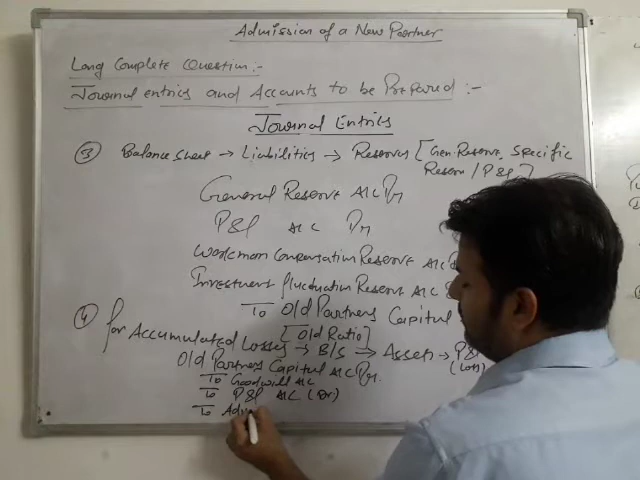 Admission of a New Partner
Long Complete Question:-
Journal entries and Accounts to be Prepared:-
Journal Entries
③ Balance Sheet → Liabilities → Reserves [Gen. Reserve, Specific
Reserve / P&L]
General Reserve A/C Dr
P&L A/C Dr
Workmen Compensation Reserve A/C
Investment fluctuation Reserve A/C
To Old Partners Capital
[Old Ratio]
④ for Accumulated Losses → B/S → Assets → P&L
(Loss)
Old Partners Capital A/C Dr.
To Goodwill A/C
To P&L A/C (Dr)
To Adv